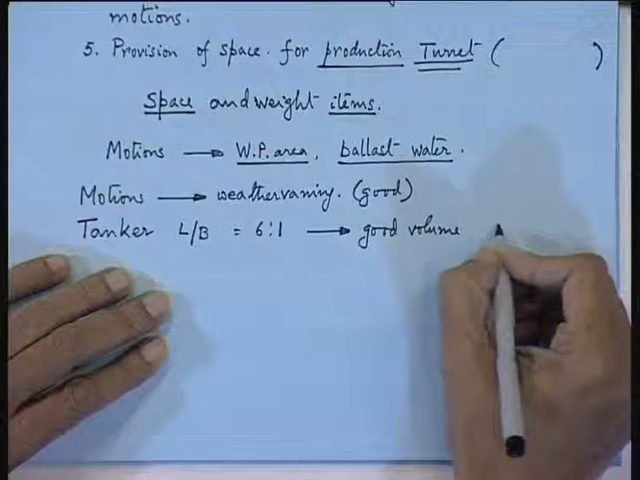 motions.
5. Provision of space. for production Turret ( )
Space and weight items.
Motions → W.P. area, ballast water.
Motions → weathervaning. (good)
Tanker L/B = 6:1 → good volume